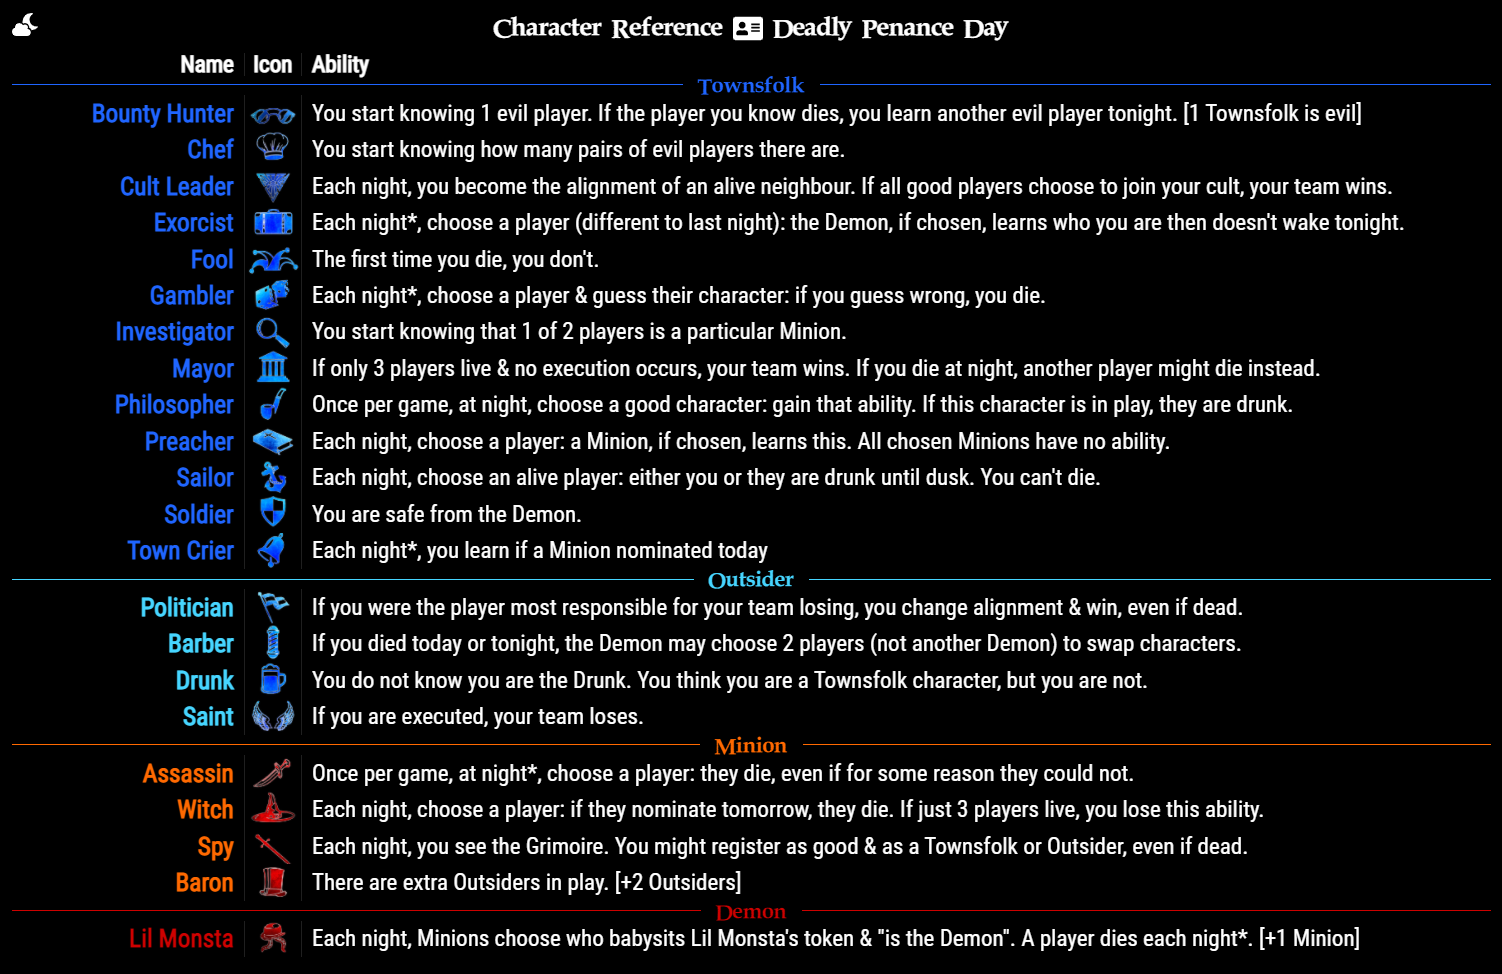 Character Reference Deadly Penance Day
Name Icon Ability
Townsfolk
Bounty Hunter You start knowing 1 evil player. If the player you know dies, you learn another evil player tonight. [1 Townsfolk is evil]
Chef You start knowing how many pairs of evil players there are.
Cult Leader Each night, you become the alignment of an alive neighbour. If all good players choose to join your cult, your team wins.
Exorcist Each night*, choose a player (different to last night): the Demon, if chosen, learns who you are then doesn't wake tonight.
Fool The first time you die, you don't.
Gambler Each night*, choose a player & guess their character: if you guess wrong, you die.
Investigator You start knowing that 1 of 2 players is a particular Minion.
Mayor If only 3 players live & no execution occurs, your team wins. If you die at night, another player might die instead.
Philosopher Once per game, at night, choose a good character: gain that ability. If this character is in play, they are drunk.
Preacher Each night, choose a player: a Minion, if chosen, learns this. All chosen Minions have no ability.
Sailor Each night, choose an alive player: either you or they are drunk until dusk. You can't die.
Soldier You are safe from the Demon.
Town Crier Each night*, you learn if a Minion nominated today
Outsider
Politician If you were the player most responsible for your team losing, you change alignment & win, even if dead.
Barber If you died today or tonight, the Demon may choose 2 players (not another Demon) to swap characters.
Drunk You do not know you are the Drunk. You think you are a Townsfolk character, but you are not.
Saint If you are executed, your team loses.
Minion
Assassin Once per game, at night*, choose a player: they die, even if for some reason they could not.
Witch Each night, choose a player: if they nominate tomorrow, they die. If just 3 players live, you lose this ability.
Spy Each night, you see the Grimoire. You might register as good & as a Townsfolk or Outsider, even if dead.
Baron There are extra Outsiders in play. [+2 Outsiders]
Demon
Lil Monsta Each night, Minions choose who babysits Lil Monsta's token & "is the Demon". A player dies each night*. [+1 Minion]